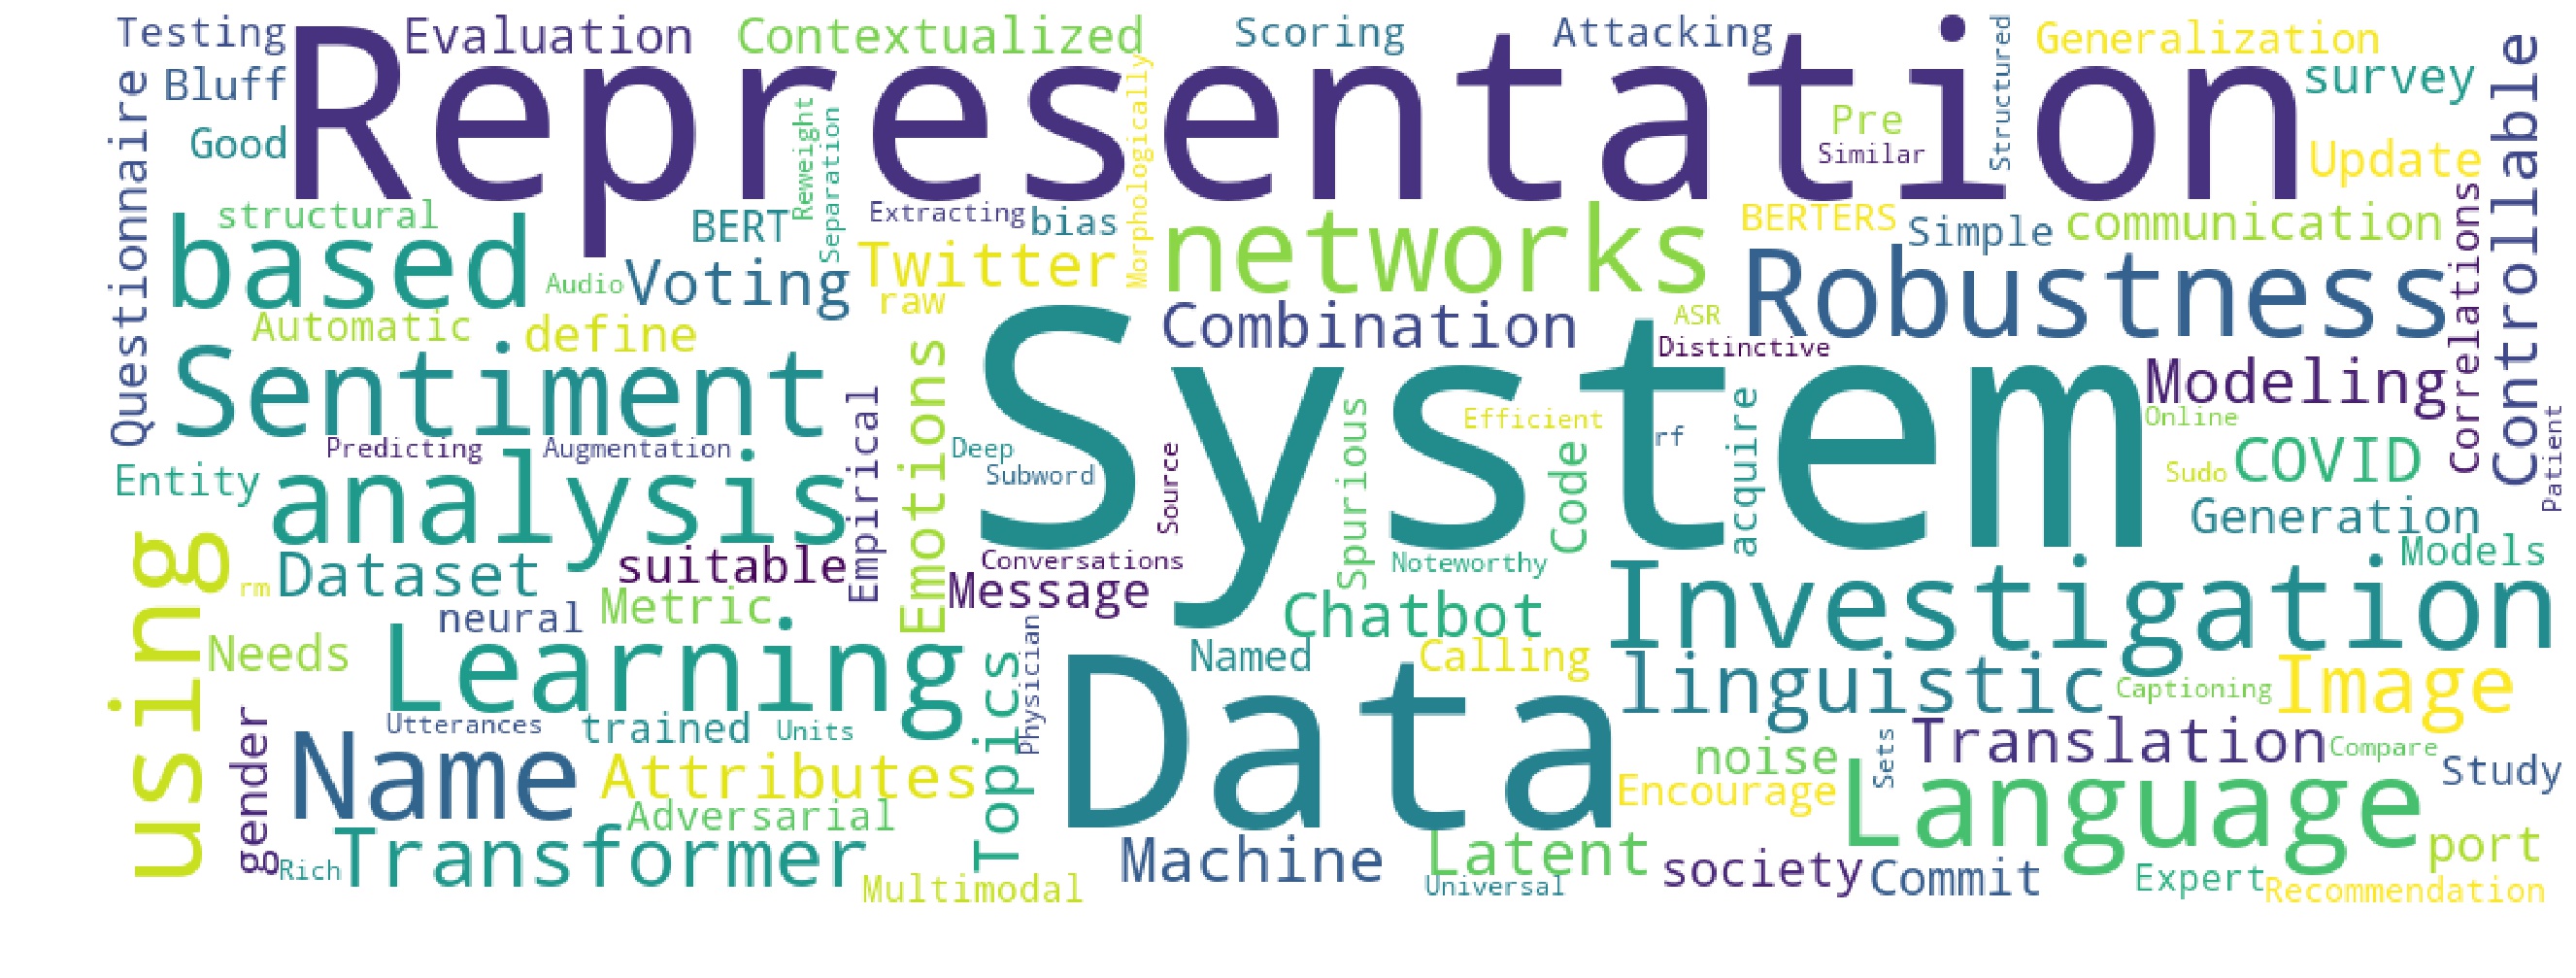 Testing
Evaluation
Contextualized
Scoring
Attacking
Structured
Generalization
Controllable
Bluff
Representation
survey
Questionnaire
Good
Reweight
Separation
Morphologically
Pre
Similar
Update
structural
based
BERT
Extracting
bias
networks
BERTERS
Simple
communication
Correlations
Audio
Voting
Twitter
raw
Robustness
Automatic
define
Combination
ASR
Distinctive
Sentiment
Emotions
System
Modeling
Predicting
Augmentation
Empirical
Deep
Subword
Source
Spurious
Efficient
Code
rf
acquire
Online
COVID
Sudo
Patient
Entity
analysis
Generation
using
rm
Dataset
suitable
Conversations
Message
Noteworthy
Models
neural
Metric
Chatbot
Investigation
Needs
Learning
Topics
Physician
Named
Calling
linguistic
Captioning
Image
gender
Utterances
trained
Units
Data
noise
Sets
Translation
Compare
Study
Name
Attributes
Encourage
Language
Adversarial
Rich
Transformer
Multimodal
Machine
Latent
Universal
society
Commit
port
Expert
Recommendation